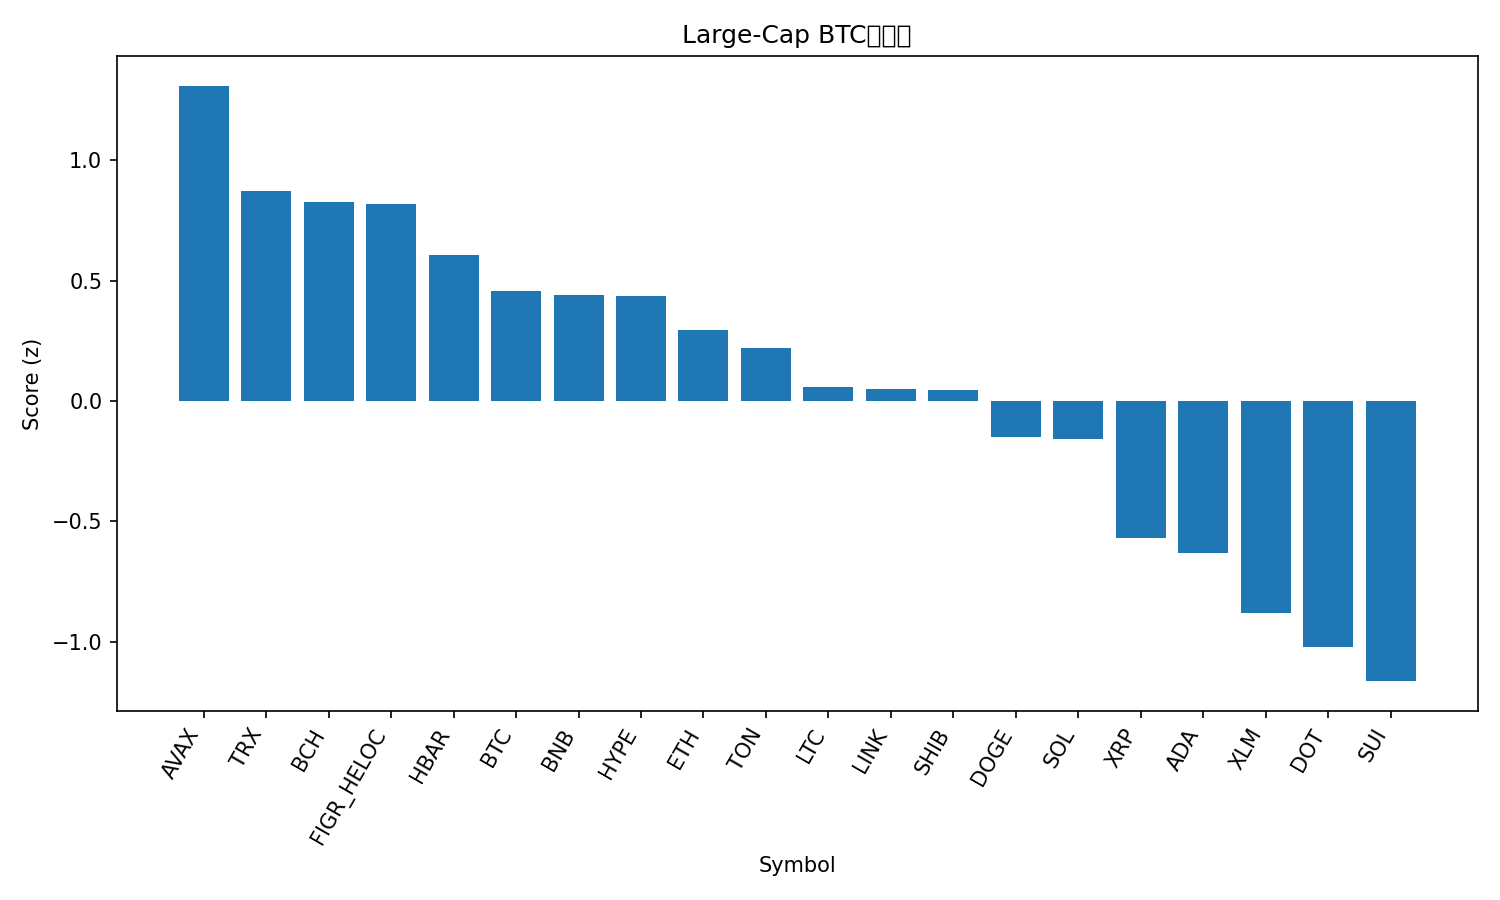 Large-Cap BTC
1.0
0.5
0.0
−0.5
−1.0
Score (z)
AVAX
TRX
BCH
FIGR_HELOC
HBAR
BTC
BNB
HYPE
ETH
TON
LTC
LINK
SHIB
DOGE
SOL
XRP
ADA
XLM
DOT
SUI
Symbol